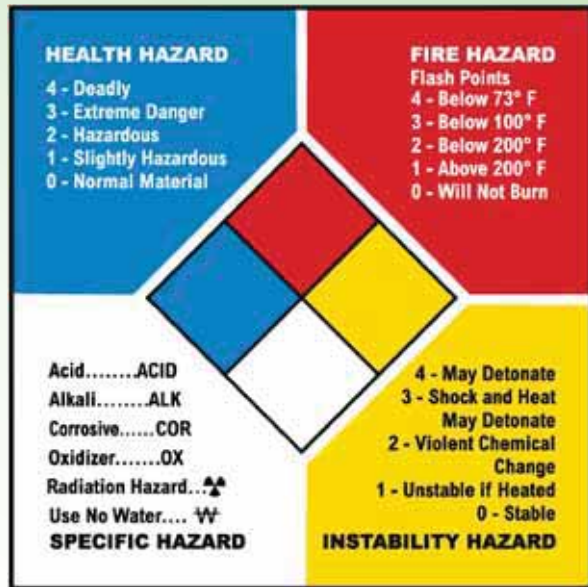 HEALTH HAZARD
4 - Deadly
3 - Extreme Danger
2 - Hazardous
1 - Slightly Hazardous
0 - Normal Material
FIRE HAZARD
Flash Points
4 - Below 73° F
3 - Below 100° F
2 - Below 200° F
1 - Above 200° F
0 - Will Not Burn
Acid........ACID
Alkali........ALK
Corrosive......COR
Oxidizer.......OX
Radiation Hazard...☢
Use No Water.... W
SPECIFIC HAZARD
4 - May Detonate
3 - Shock and Heat
May Detonate
2 - Violent Chemical
Change
1 - Unstable if Heated
0 - Stable
INSTABILITY HAZARD